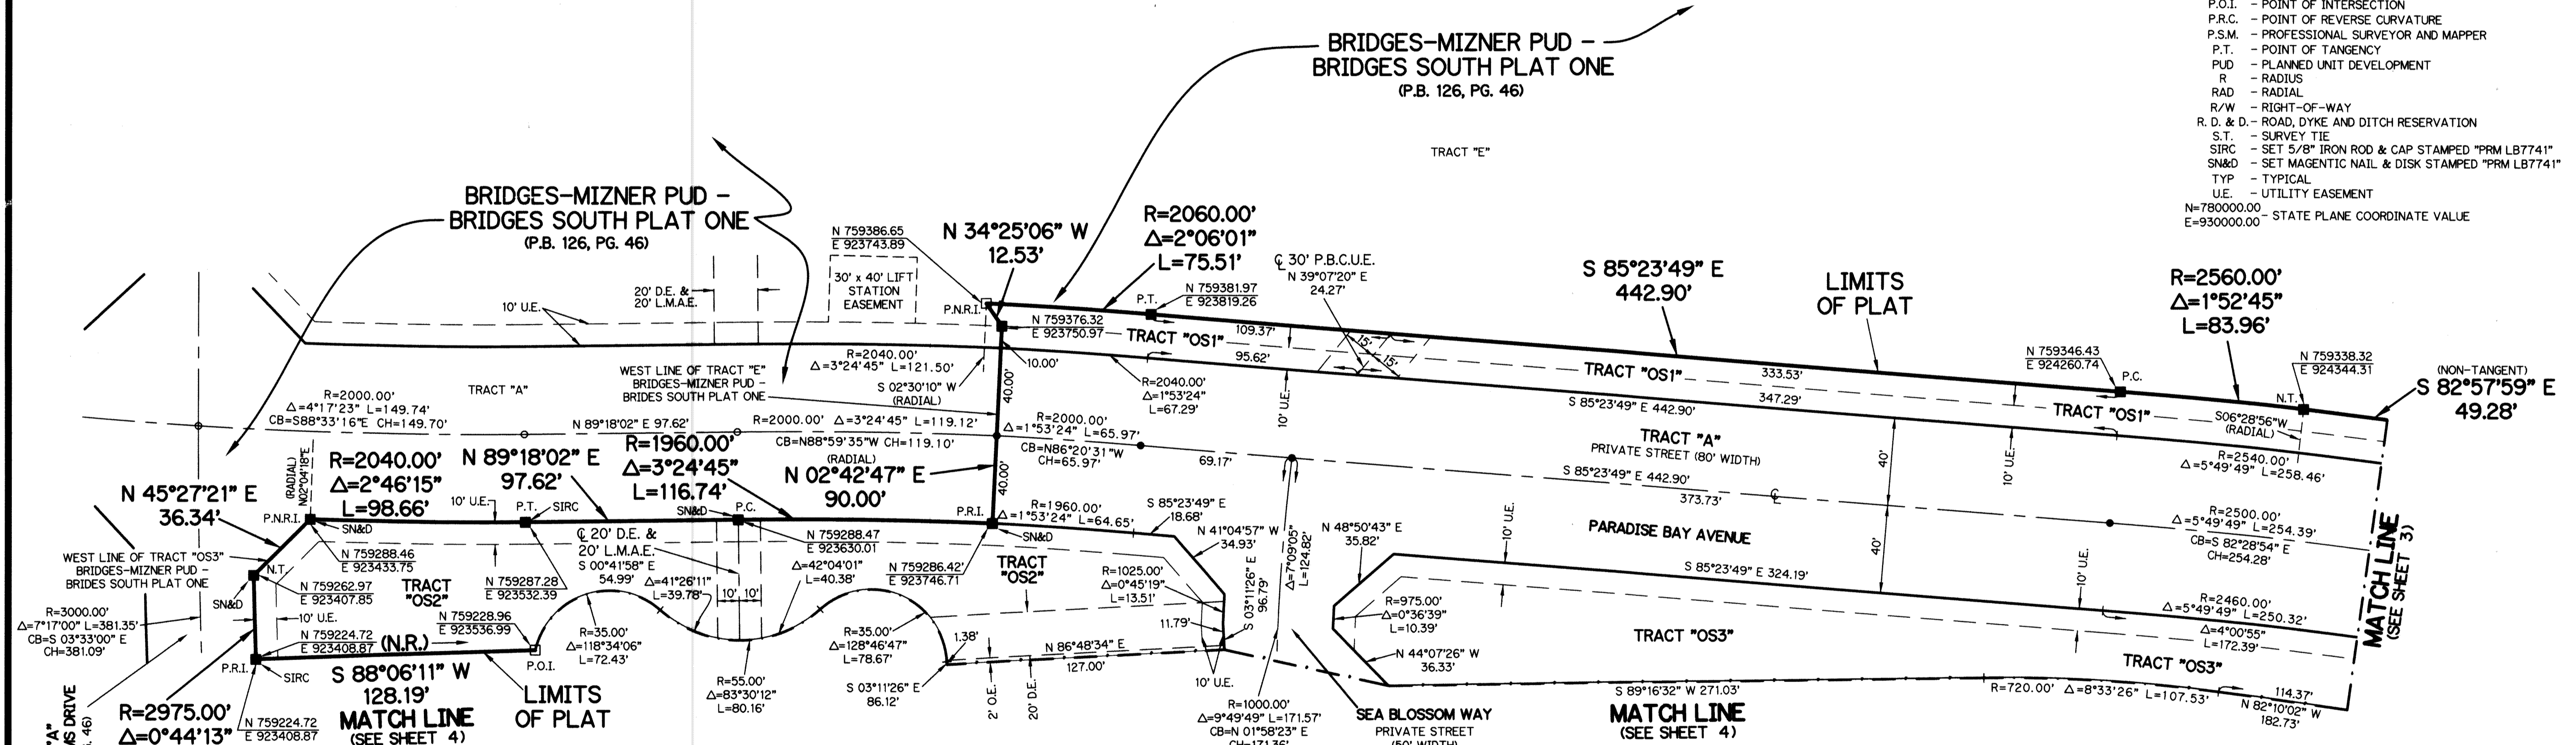 P.O.I. - POINT OF INTERSECTION
P.R.C. - POINT OF REVERSE CURVATURE
P.S.M. - PROFESSIONAL SURVEYOR AND MAPPER
P.T. - POINT OF TANGENCY
PUD - PLANNED UNIT DEVELOPMENT
R - RADIUS
RAD - RADIAL
R/W - RIGHT-OF-WAY
R. D. & D. - ROAD, DYKE AND DITCH RESERVATION
S.T. - SURVEY TIE
SIRC - SET 5/8" IRON ROD & CAP STAMPED "PRM LB7741"
SN&D - SET MAGENTIC NAIL & DISK STAMPED "PRM LB7741"
TYP - TYPICAL
U.E. - UTILITY EASEMENT
N=780000.00
E=930000.00 - STATE PLANE COORDINATE VALUE
BRIDGES-MIZNER PUD -
BRIDGES SOUTH PLAT ONE
(P.B. 126, PG. 46)
TRACT "E"
BRIDGES-MIZNER PUD -
BRIDGES SOUTH PLAT ONE
(P.B. 126, PG. 46)
N 759386.65
E 923743.89
N 34°25'06" W
12.53'
R=2060.00'
Δ=2°06'01"
L=75.51'
℄ 30' P.B.C.U.E.
N 39°07'20" E
24.27'
S 85°23'49" E
442.90'
LIMITS
OF PLAT
R=2560.00'
Δ=1°52'45"
L=83.96'
(NON-TANGENT)
S 82°57'59" E
49.28'
30' x 40' LIFT
STATION
EASEMENT
20' D.E. &
20' L.M.A.E.
10' U.E.
P.N.R.I.
P.T.
N 759381.97
E 923819.26
N 759376.32
E 923750.97
TRACT "OS1"
109.37'
95.62'
15'
15'
10.00'
333.53'
TRACT "OS1"
347.29'
S 85°23'49" E 442.90'
N 759346.43
E 924260.74
P.C.
N 759338.32
E 924344.31
N.T.
TRACT "OS1"
S06°28'56"W
(RADIAL)
R=2540.00'
Δ=5°49'49" L=258.46'
R=2040.00'
Δ=3°24'45" L=121.50'
S 02°30'10" W
(RADIAL)
WEST LINE OF TRACT "E"
BRIDGES-MIZNER PUD -
BRIDES SOUTH PLAT ONE
TRACT "A"
R=2040.00'
Δ=1°53'24"
L=67.29'
40.00'
10' U.E.
R=2000.00'
Δ=4°17'23" L=149.74'
CB=S88°33'16"E CH=149.70'
N 89°18'02" E 97.62'
R=2000.00' Δ=3°24'45" L=119.12'
CB=N88°59'35"W CH=119.10'
R=2000.00'
Δ=1°53'24" L=65.97'
CB=N86°20'31"W
CH=65.97'
69.17'
TRACT "A"
PRIVATE STREET (80' WIDTH)
S 85°23'49" E 442.90'
373.73'
℄
40'
10' U.E.
R=2500.00'
Δ=5°49'49" L=254.39'
CB=S 82°28'54" E
CH=254.28'
(RADIAL)
N02°04'18"E
R=2040.00'
Δ=2°46'15"
L=98.66'
N 89°18'02" E
97.62'
R=1960.00'
Δ=3°24'45"
L=116.74'
(RADIAL)
N 02°42'47" E
90.00'
40.00'
N 45°27'21" E
36.34'
P.N.R.I.
SN&D
10' U.E.
P.T.
SIRC
SN&D
P.C.
P.R.I.
SN&D
R=1960.00'
Δ=1°53'24" L=64.65'
S 85°23'49" E
18.68'
N 41°04'57" W
34.93'
Δ=7°09'05"
L=124.82'
N 48°50'43" E
35.82'
10' U.E.
PARADISE BAY AVENUE
40'
S 85°23'49" E 324.19'
10' U.E.
R=2460.00'
Δ=5°49'49" L=250.32'
Δ=4°00'55"
L=172.39'
MATCH LINE
(SEE SHEET 3)
WEST LINE OF TRACT "OS3"
BRIDGES-MIZNER PUD -
BRIDES SOUTH PLAT ONE
N.T.
N 759288.46
E 923433.75
N 759262.97
E 923407.85
SN&D
TRACT
"OS2"
N 759287.28
E 923532.39
℄ 20' D.E. &
20' L.M.A.E.
S 00°41'58" E
54.99'
N 759288.47
E 923630.01
N 759286.42'
E 923746.71
TRACT
"OS2"
R=1025.00'
Δ=0°45'19"
L=13.51'
Δ=41°26'11"
L=39.78'
10' 10'
Δ=42°04'01"
L=40.38'
R=3000.00'
Δ=7°17'00" L=381.35'
CB=S 03°33'00" E
CH=381.09'
10' U.E.
N 759224.72
E 923408.87
(N.R.)
N 759228.96
E 923536.99
P.O.I.
P.R.I.
SIRC
R=35.00'
Δ=118°34'06"
L=72.43'
R=35.00'
Δ=128°46'47"
L=78.67'
1.38'
11.79'
S 03°11'26" E
96.79'
R=975.00'
Δ=0°36'39"
L=10.39'
TRACT "OS3"
N 44°07'26" W
36.33'
TRACT "OS3"
N 86°48'34" E
127.00'
S 88°06'11" W
128.19'
LIMITS
OF PLAT
R=55.00'
Δ=83°30'12"
L=80.16'
S 03°11'26" E
86.12'
2' O.E.
20' D.E.
10' U.E.
S 89°16'32" W 271.03'
R=720.00' Δ=8°33'26" L=107.53'
114.37'
N 82°10'02" W
182.73'
R=2975.00'
Δ=0°44'13"
N 759224.72
E 923408.87
MATCH LINE
(SEE SHEET 4)
R=1000.00'
Δ=9°49'49" L=171.57'
CB=N 01°58'23" E
CH=171.36'
SEA BLOSSOM WAY
PRIVATE STREET
(50' WIDTH)
MATCH LINE
(SEE SHEET 4)
"A"
MS DRIVE
. 46)